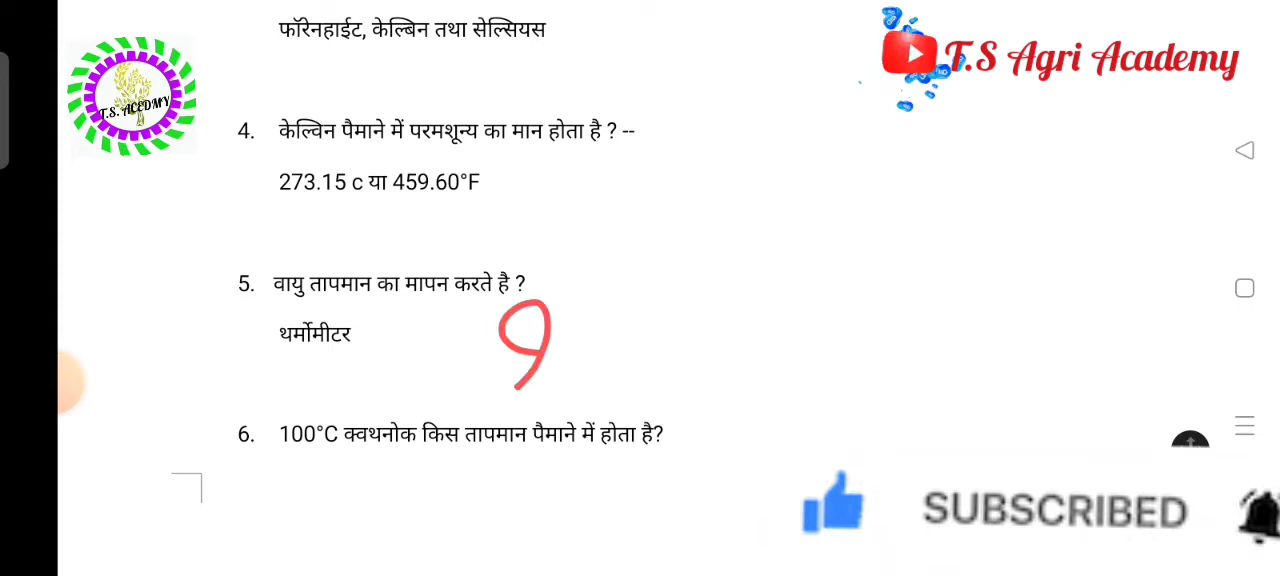 फॉरेनहाईट, केल्बिन तथा सेल्सियस
T.S Agri Academy
T.S. ACEDMY
4. केल्विन पैमाने में परमशून्य का मान होता है ? --
273.15 c या 459.60°F
5. वायु तापमान का मापन करते है ?
थर्मोमीटर
9
6. 100°C क्वथनोक किस तापमान पैमाने में होता है?
SUBSCRIBED